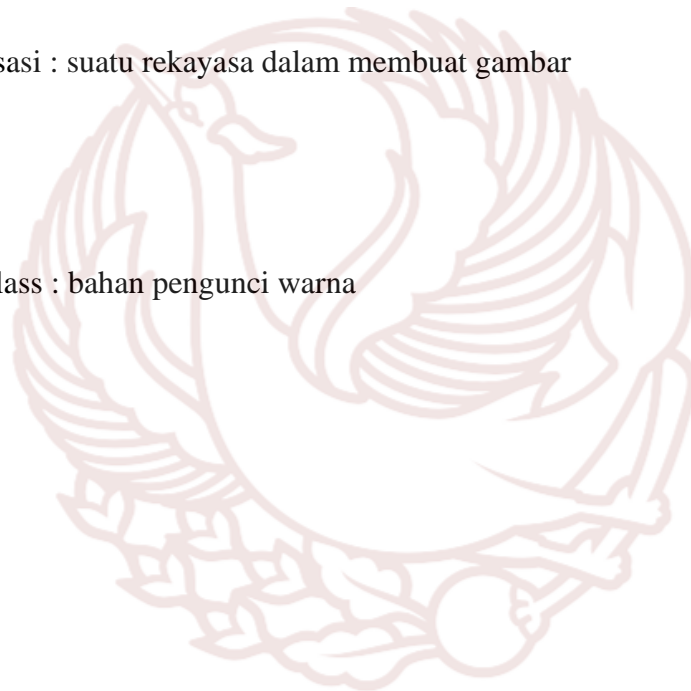 sasi : suatu rekayasa dalam membuat gambar
lass : bahan pengunci warna